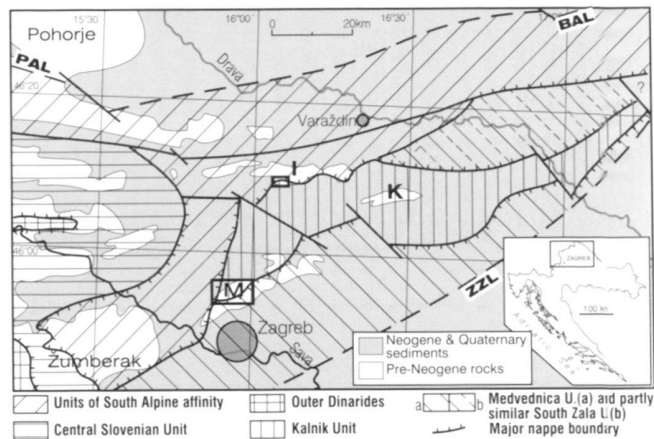 Pohorje
15°30'
16°00'
0 20km
16°30'
BAL
PAL
Drava
46°20'
Varaždin
?
I
K
46°00'
M
ZZL
ZAGREB
100 km
Zagreb
Sava
Žumberak
Neogene & Quaternary
sediments
Pre-Neogene rocks
Units of South Alpine affinity
Outer Dinarides
a b Medvednica U.(a) and partly
similar South Zala U.(b)
Central Slovenian Unit
Kalnik Unit
Major nappe boundary